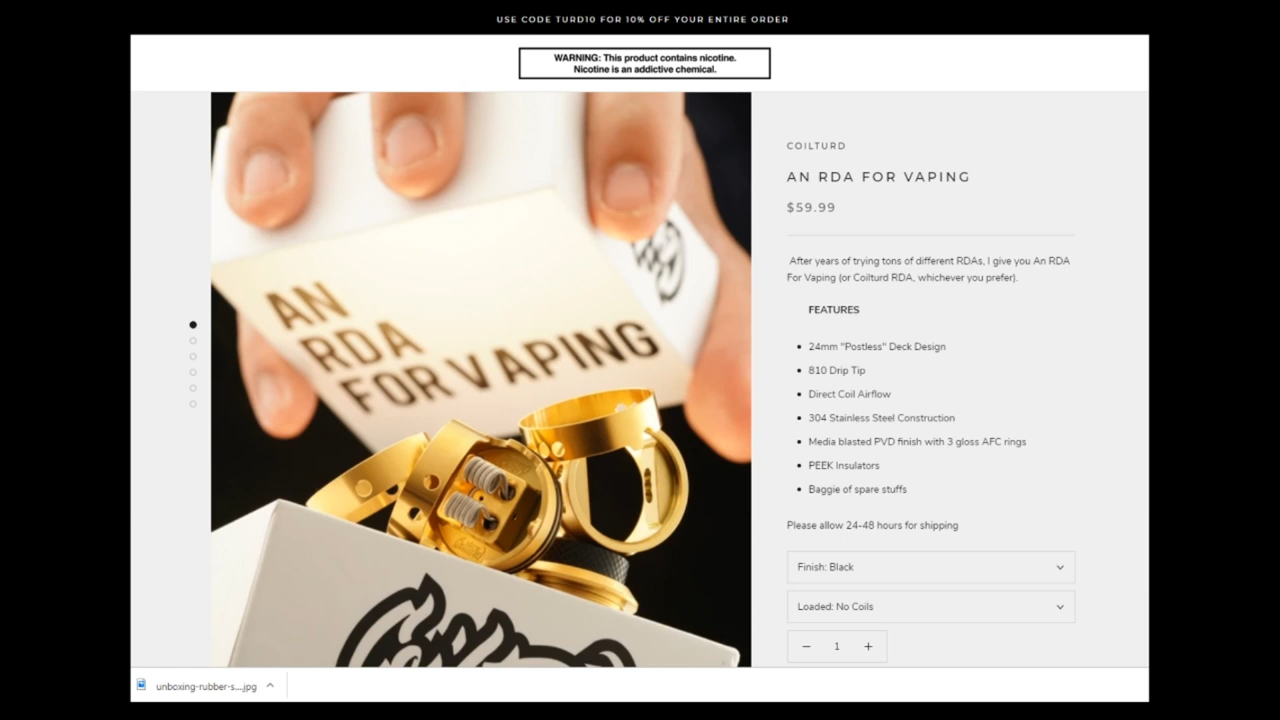 USE CODE TURD10 FOR 10% OFF YOUR ENTIRE ORDER
WARNING: This product contains nicotine.
Nicotine is an addictive chemical.
AN
RDA
FOR VAPING
COILTURD
AN RDA FOR VAPING
$59.99
After years of trying tons of different RDAs, I give you An RDA
For Vaping (or Coilturd RDA, whichever you prefer).
FEATURES
24mm "Postless" Deck Design
810 Drip Tip
Direct Coil Airflow
304 Stainless Steel Construction
Media blasted PVD finish with 3 gloss AFC rings
PEEK Insulators
Baggie of spare stuffs
Please allow 24-48 hours for shipping
Finish: Black
Loaded: No Coils
1
unboxing-rubber-s....jpg